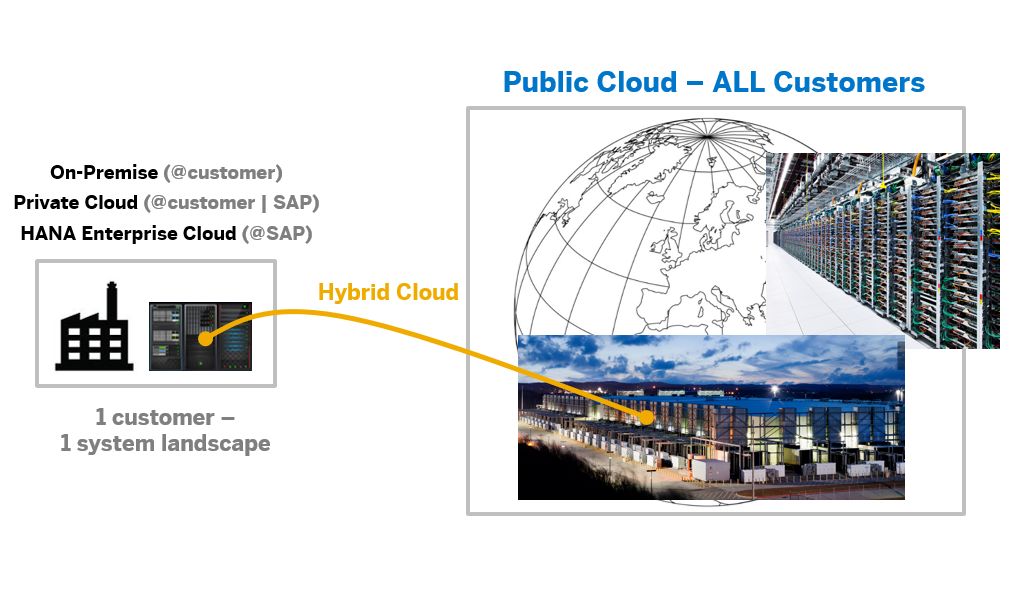 Public Cloud – ALL Customers
On-Premise (@customer)
Private Cloud (@customer | SAP)
HANA Enterprise Cloud (@SAP)
Hybrid Cloud
1 customer –
1 system landscape